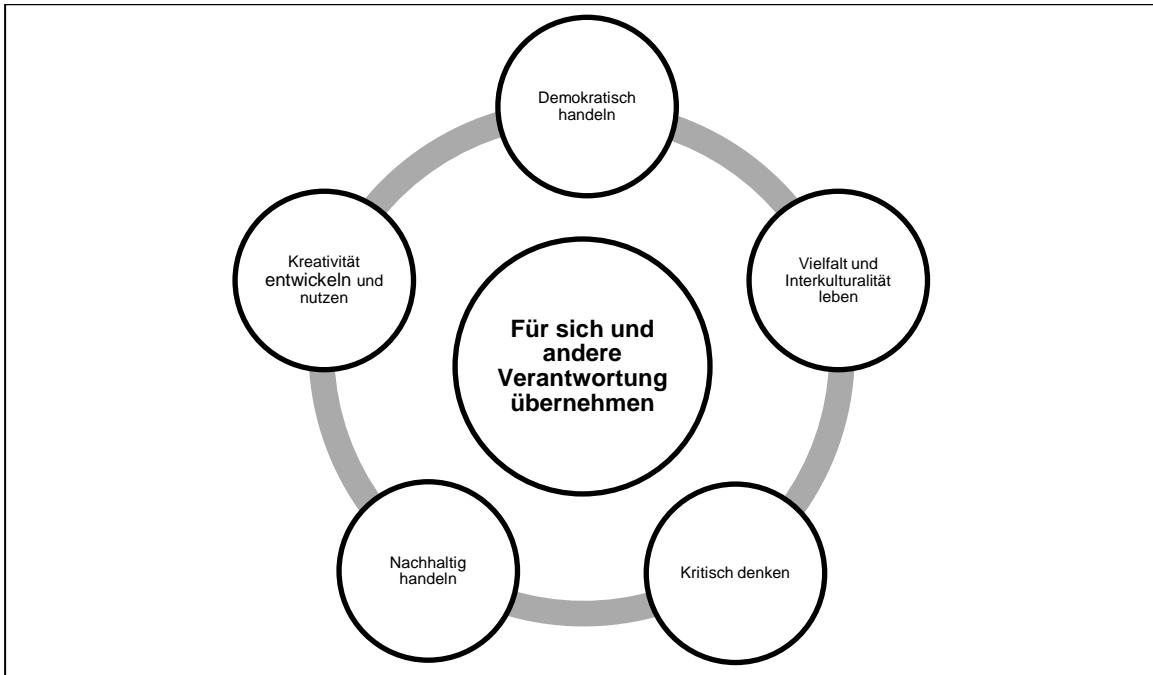 Demokratisch
handeln
Kreativität
entwickeln und
nutzen
Vielfalt und
Interkulturalität
leben
Für sich und
andere
Verantwortung
übernehmen
Nachhaltig
handeln
Kritisch denken